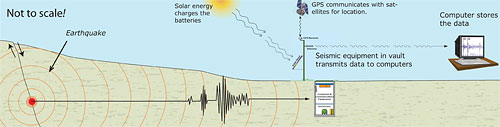 Not to scale!
Earthquake
Solar energy
charges the
batteries
GPS communicates with sat-
ellites for location.
Seismic equipment in vault
transmits data to computers
Computer stores
the data